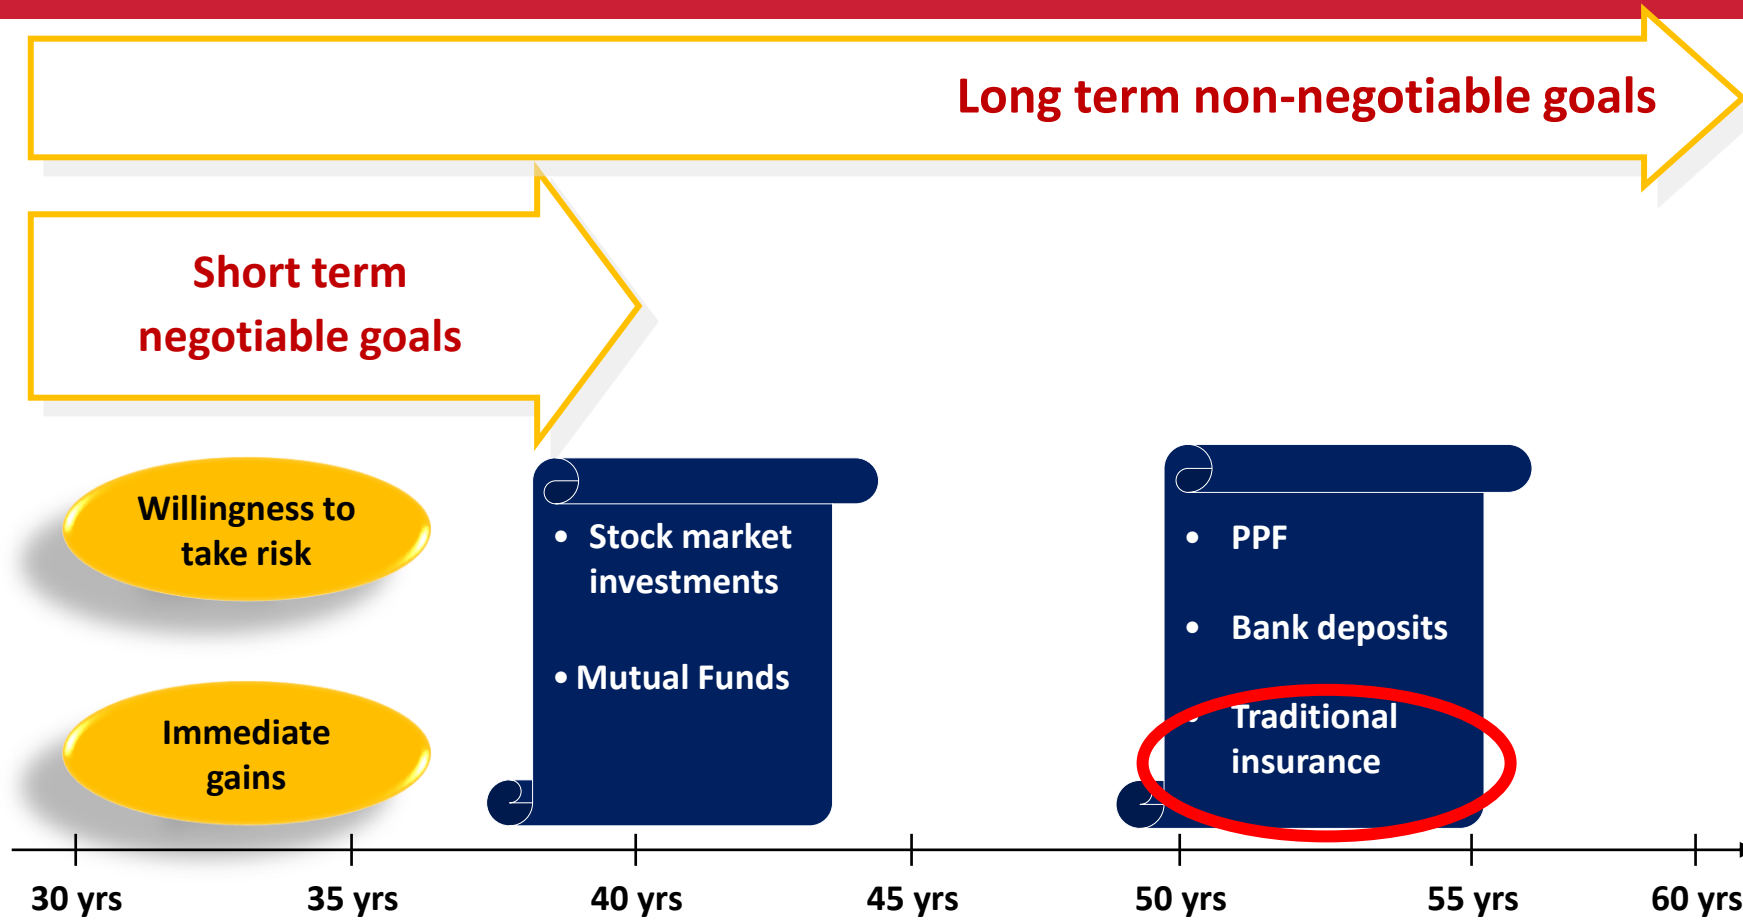 Long term non-negotiable goals
Short term
negotiable goals
Willingness to
take risk
Immediate
gains
• Stock market
investments
• Mutual Funds
• PPF
• Bank deposits
• Traditional
insurance
30 yrs
35 yrs
40 yrs
45 yrs
50 yrs
55 yrs
60 yrs